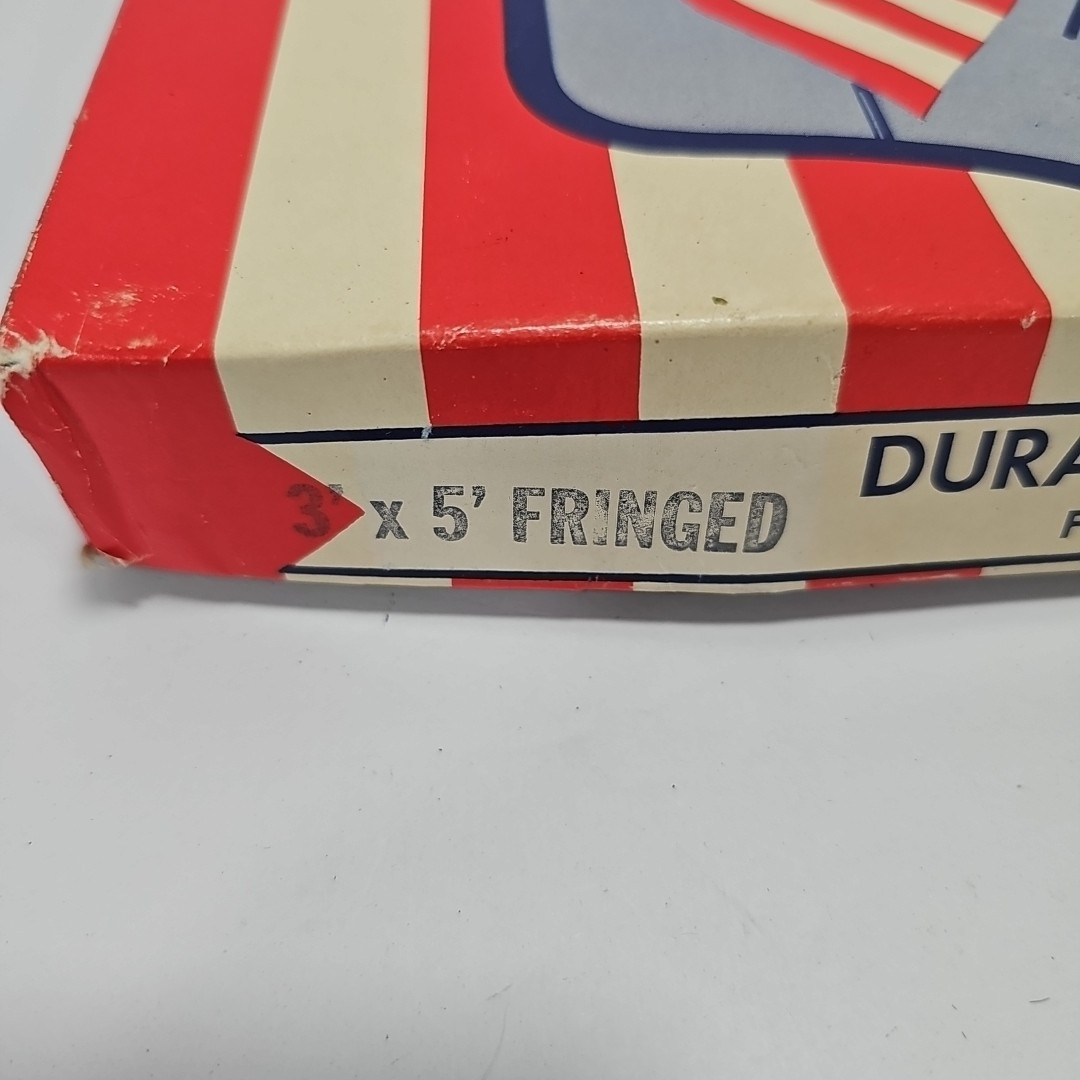 3' x 5' FRINGED
DURA
F